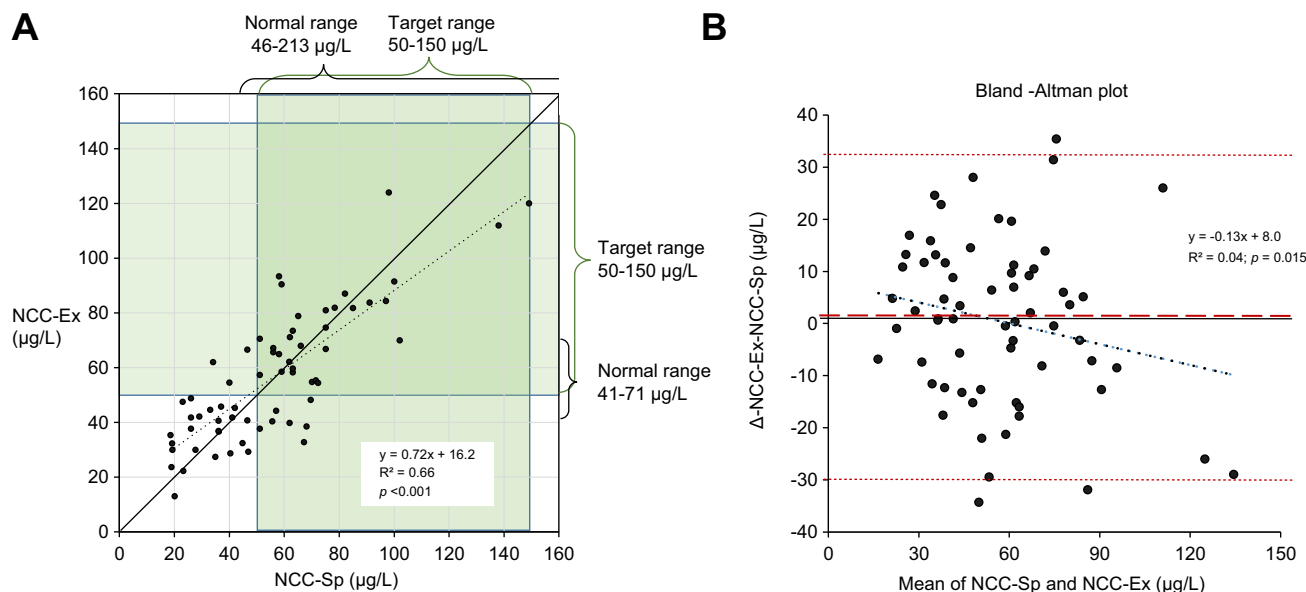 A
Normal range
46-213 µg/L
Target range
50-150 µg/L
160
140
120
100
80
60
40
20
0
NCC-Ex
(µg/L)
y = 0.72x + 16.2
R² = 0.66
p <0.001
0 20 40 60 80 100 120 140 160
NCC-Sp (µg/L)
Target range
50-150 µg/L
Normal range
41-71 µg/L
B
Bland -Altman plot
40
30
20
10
0
-10
-20
-30
-40
Δ-NCC-Ex-NCC-Sp (µg/L)
y = -0.13x + 8.0
R² = 0.04; p = 0.015
0 30 60 90 120 150
Mean of NCC-Sp and NCC-Ex (µg/L)